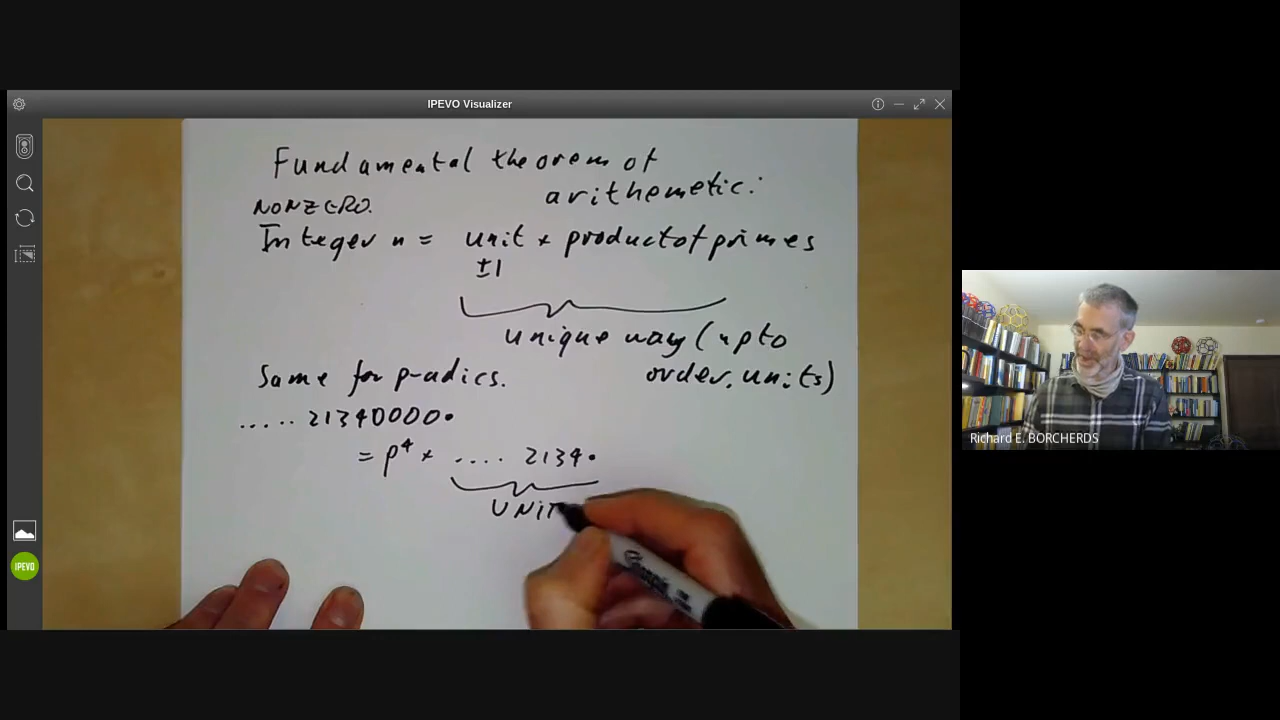 IPEVO Visualizer
Fundamental theorem of
arithemetic:
NONZERO.
Integer n = unit × product of primes
±1
unique way (up to
order, units)
Same for p-adics.
..... 21340000.
= p⁴ × .... 2134.
UNIT
IPEVO
Richard E. BORCHERDS